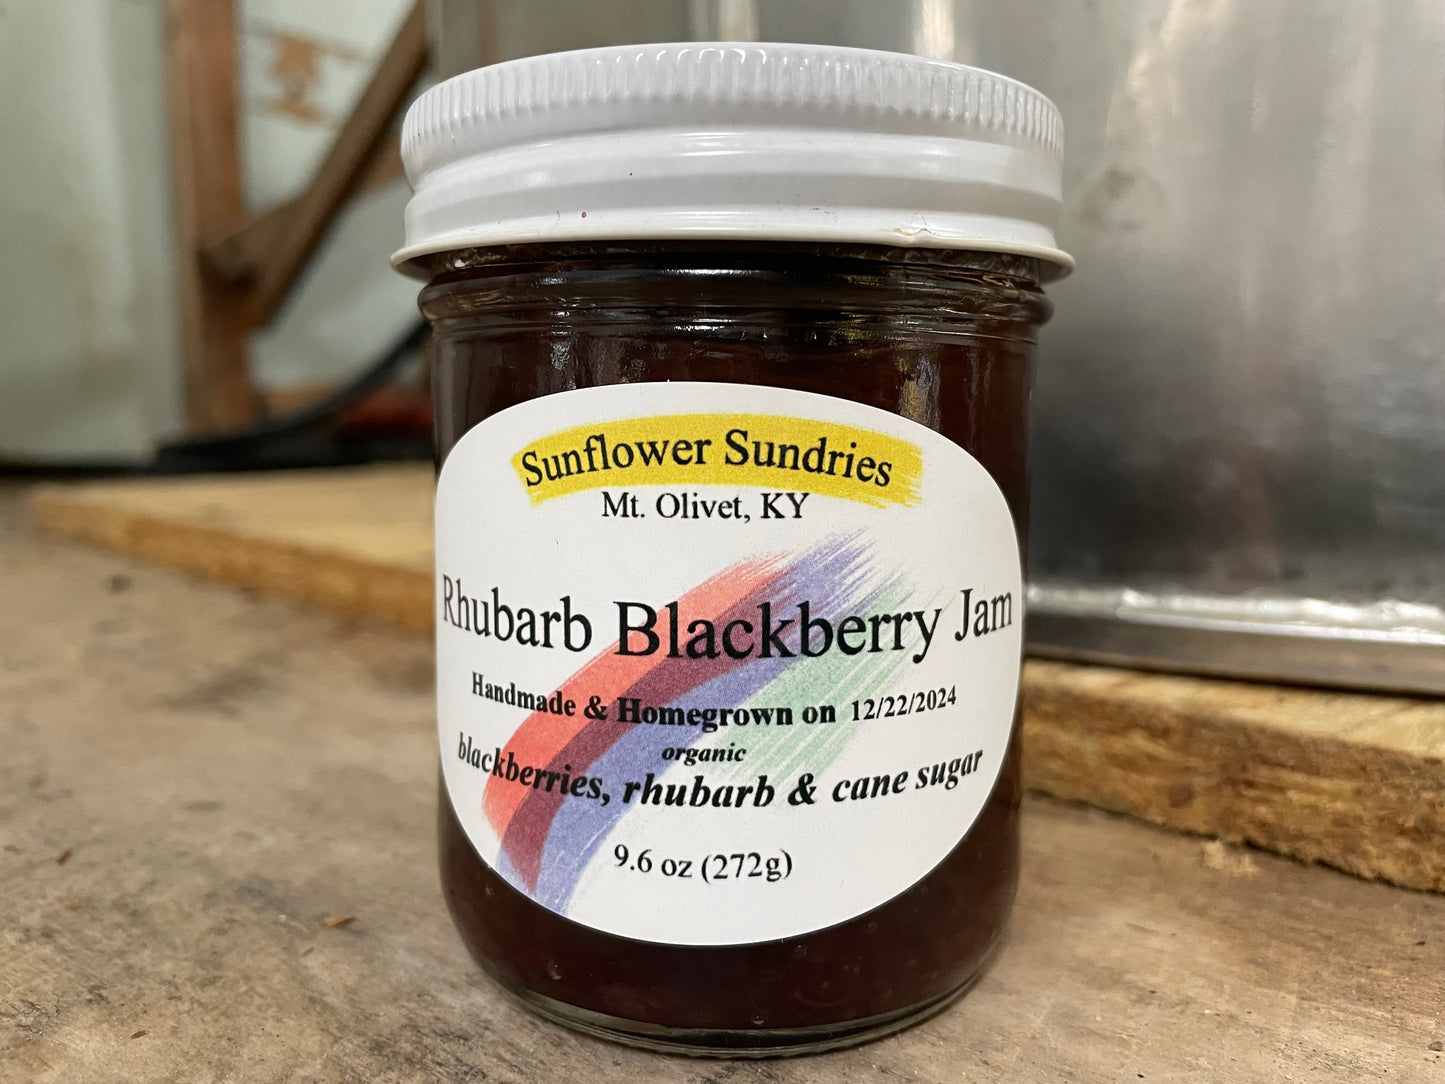 Sunflower Sundries
Mt. Olivet, KY
Rhubarb Blackberry Jam
Handmade & Homegrown on 12/22/2024
organic
blackberries, rhubarb & cane sugar
9.6 oz (272g)